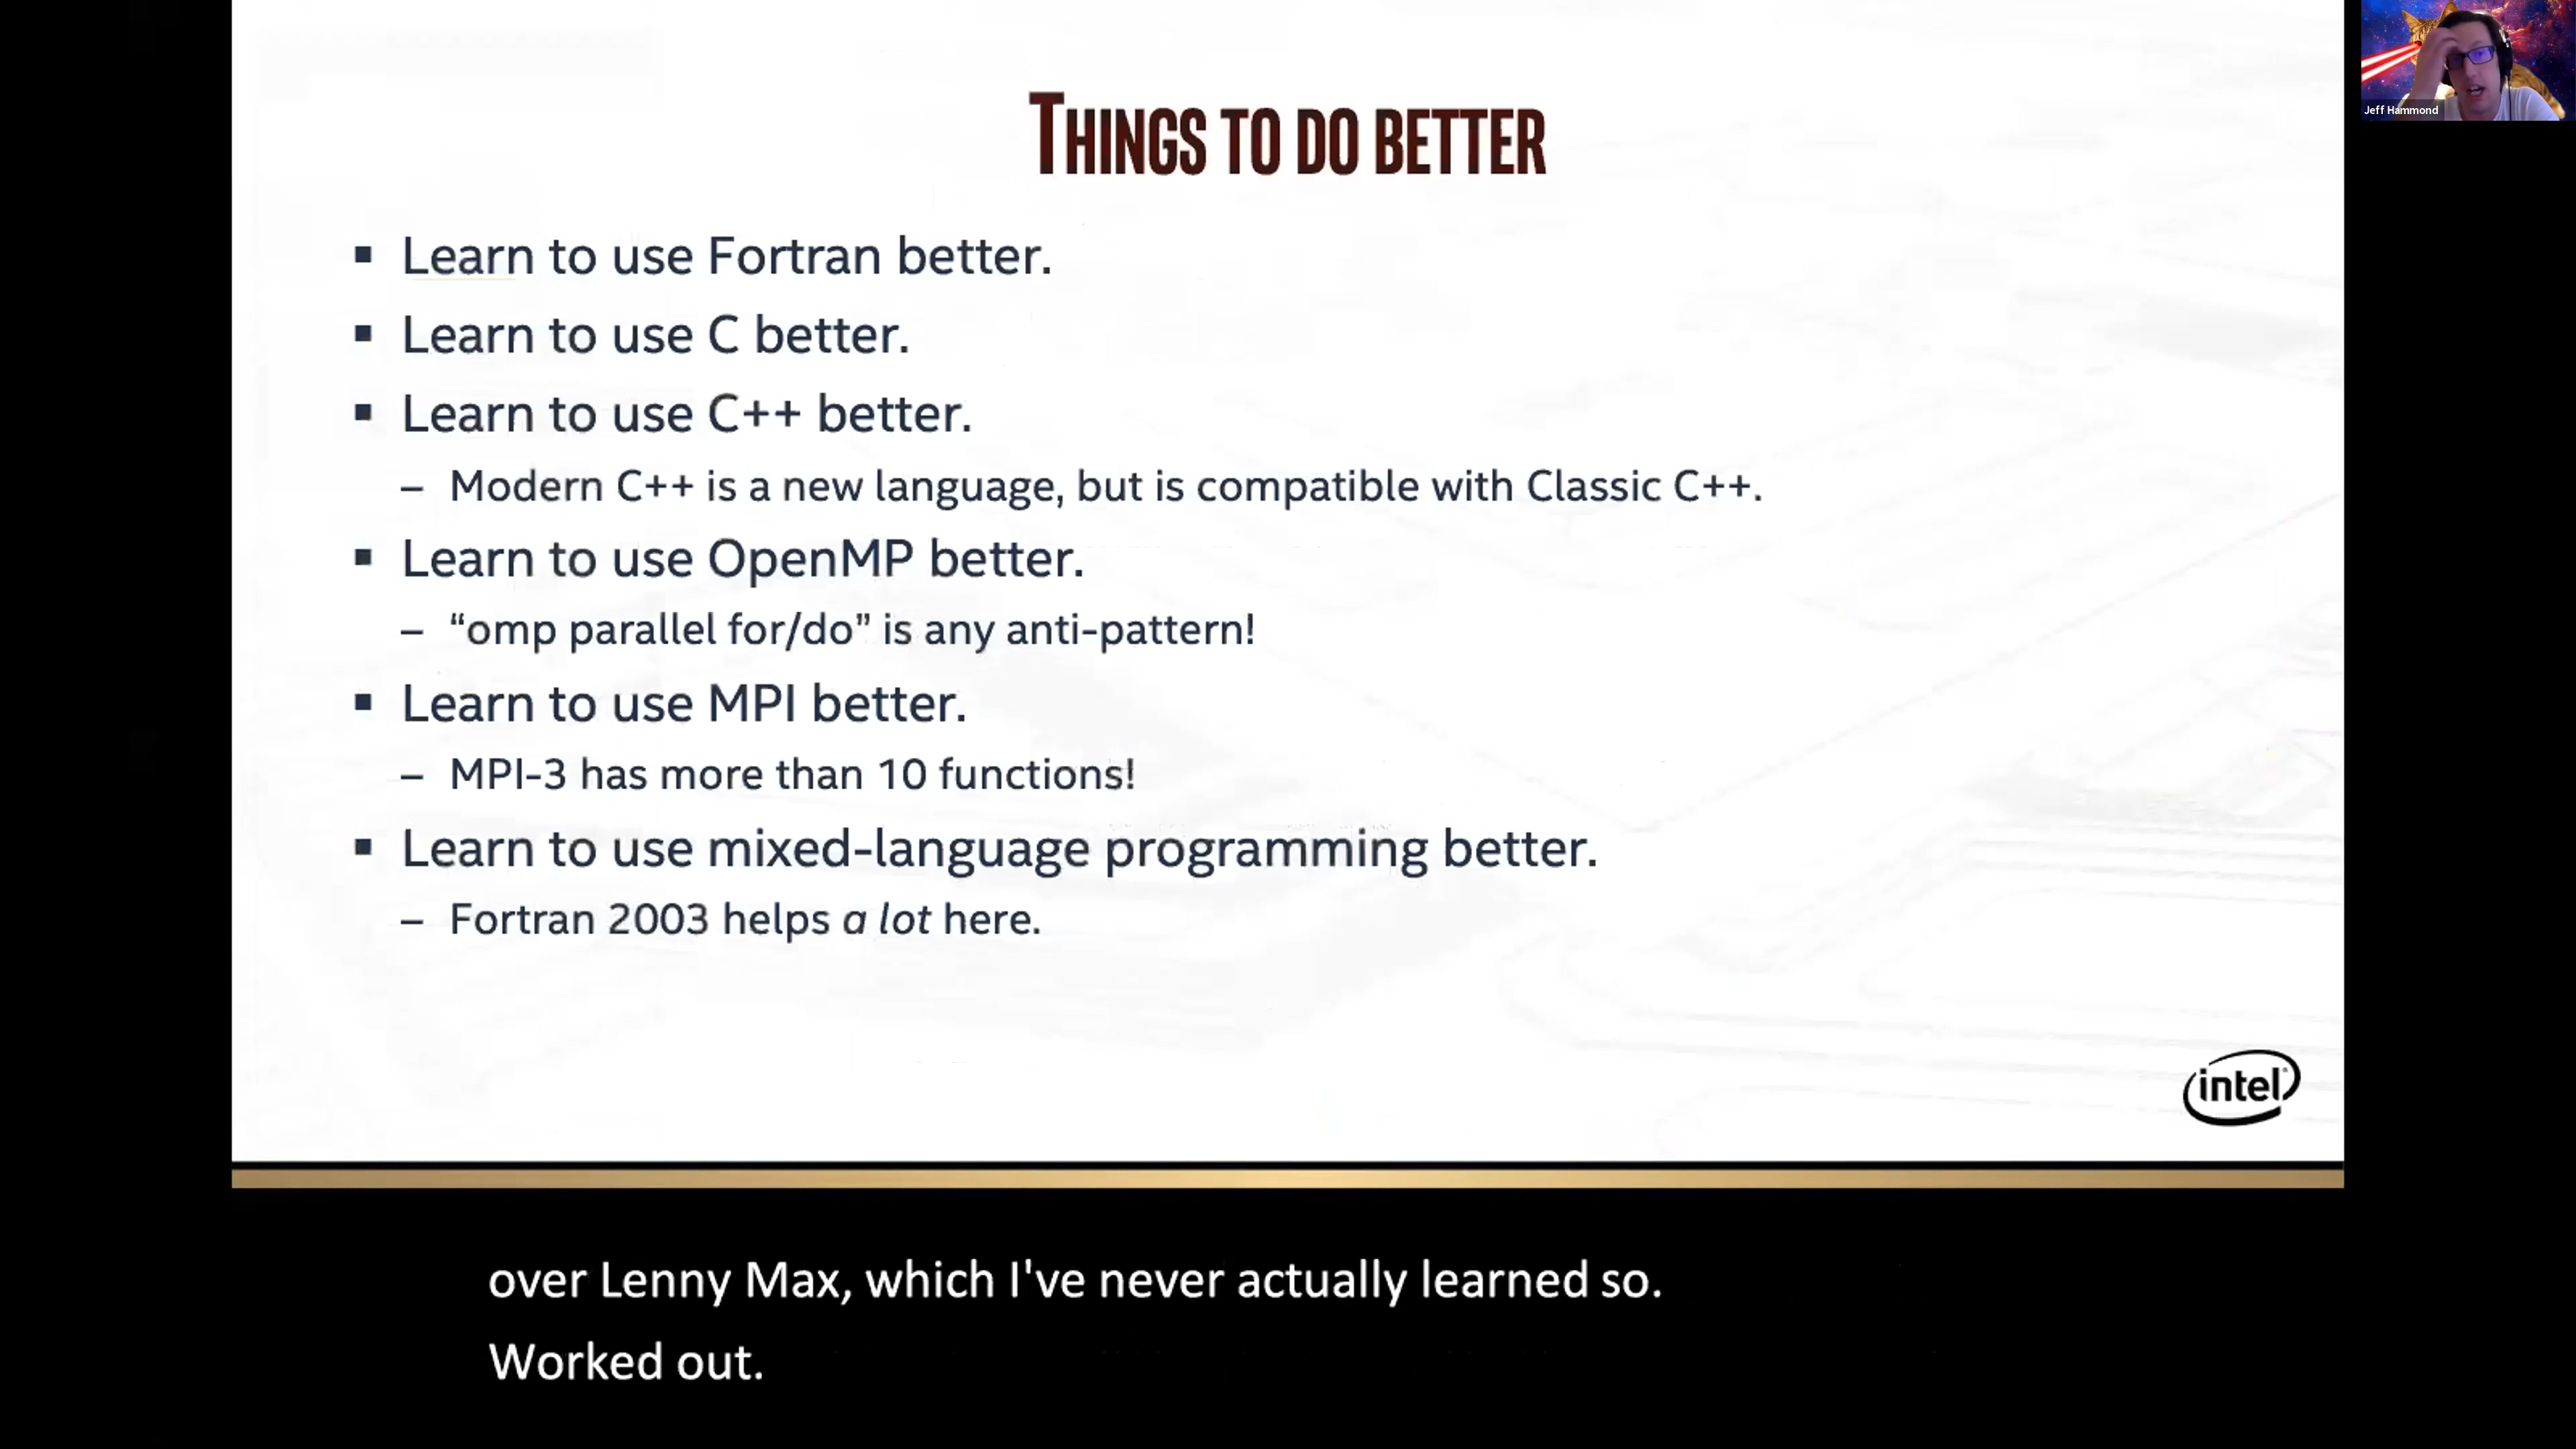 THINGS TO DO BETTER
Jeff Hammond
▪ Learn to use Fortran better.
▪ Learn to use C better.
▪ Learn to use C++ better.
– Modern C++ is a new language, but is compatible with Classic C++.
▪ Learn to use OpenMP better.
– “omp parallel for/do” is any anti-pattern!
▪ Learn to use MPI better.
– MPI-3 has more than 10 functions!
▪ Learn to use mixed-language programming better.
– Fortran 2003 helps a lot here.
intel
over Lenny Max, which I've never actually learned so.
Worked out.